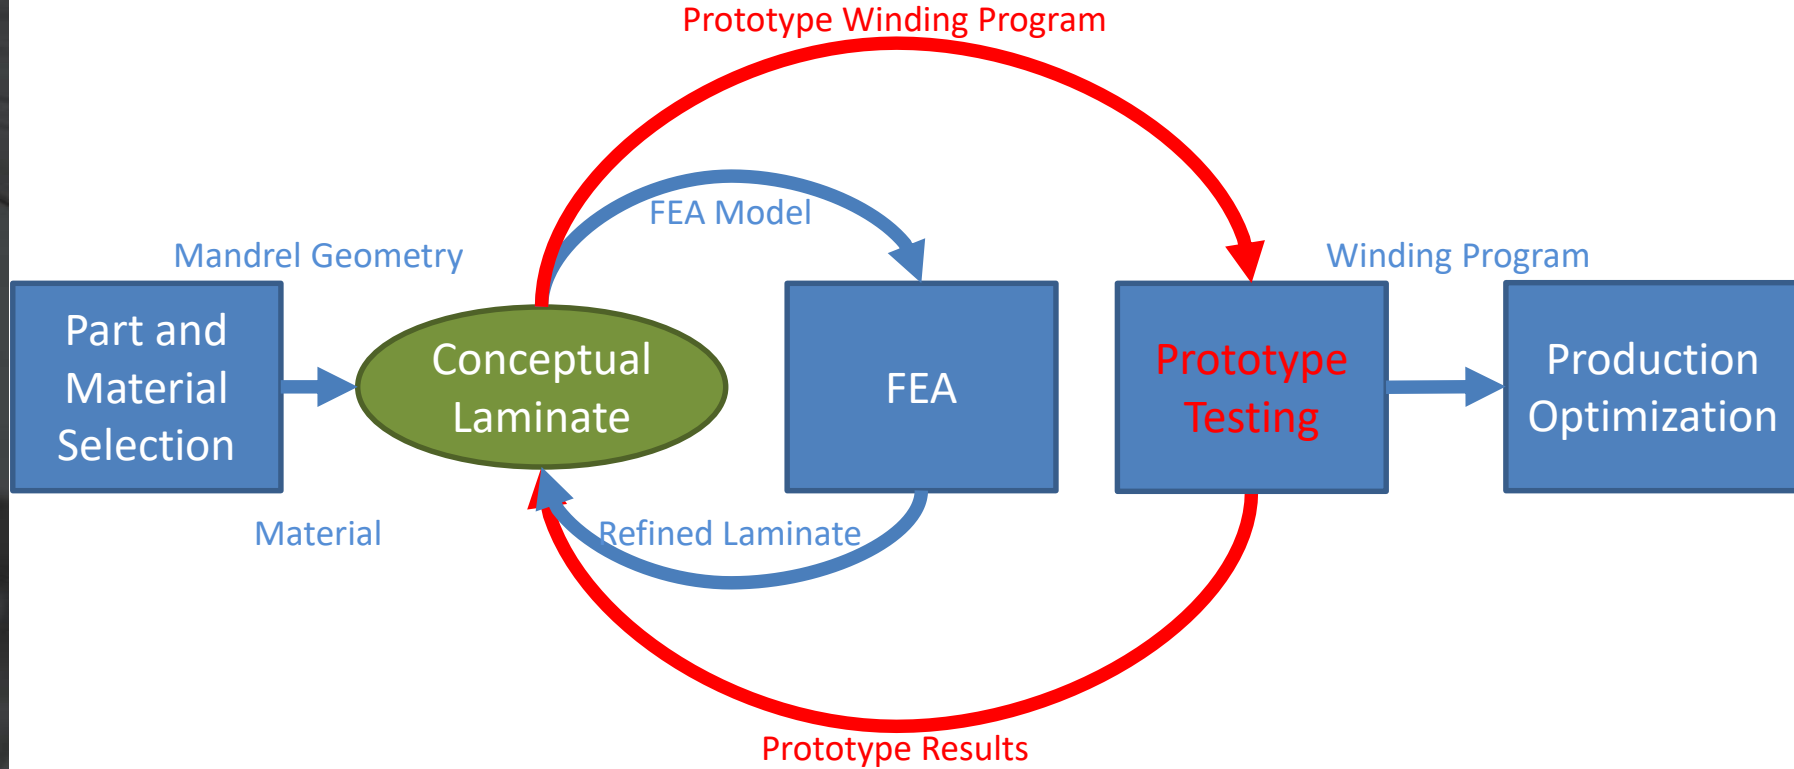 Prototype Winding Program
FEA Model
Mandrel Geometry
Winding Program
Part and
Material
Selection
Conceptual
Laminate
FEA
Prototype
Testing
Production
Optimization
Material
Refined Laminate
Prototype Results